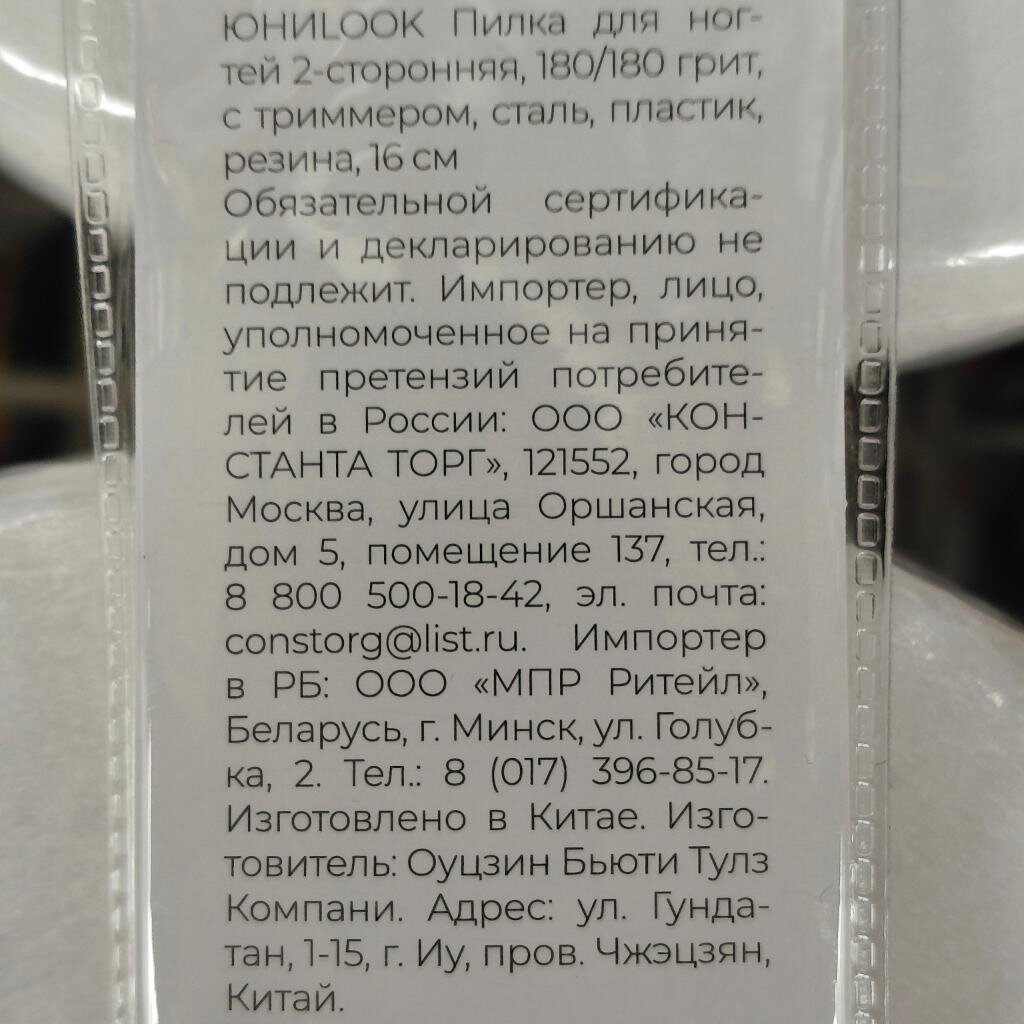 ЮНИLOOK Пилка для ног-
тей 2-сторонняя, 180/180 грит,
с триммером, сталь, пластик,
резина, 16 см
Обязательной сертифика-
ции и декларированию не
подлежит. Импортер, лицо,
уполномоченное на приня-
тие претензий потребите-
лей в России: ООО «КОН-
СТАНТА ТОРГ», 121552, город
Москва, улица Оршанская,
дом 5, помещение 137, тел.:
8 800 500-18-42, эл. почта:
constorg@list.ru. Импортер
в РБ: ООО «МПР Ритейл»,
Беларусь, г. Минск, ул. Голуб-
ка, 2. Тел.: 8 (017) 396-85-17.
Изготовлено в Китае. Изго-
товитель: Оуцзин Бьюти Тулз
Компани. Адрес: ул. Гунда-
тан, 1-15, г. Иу, пров. Чжэцзян,
Китай.